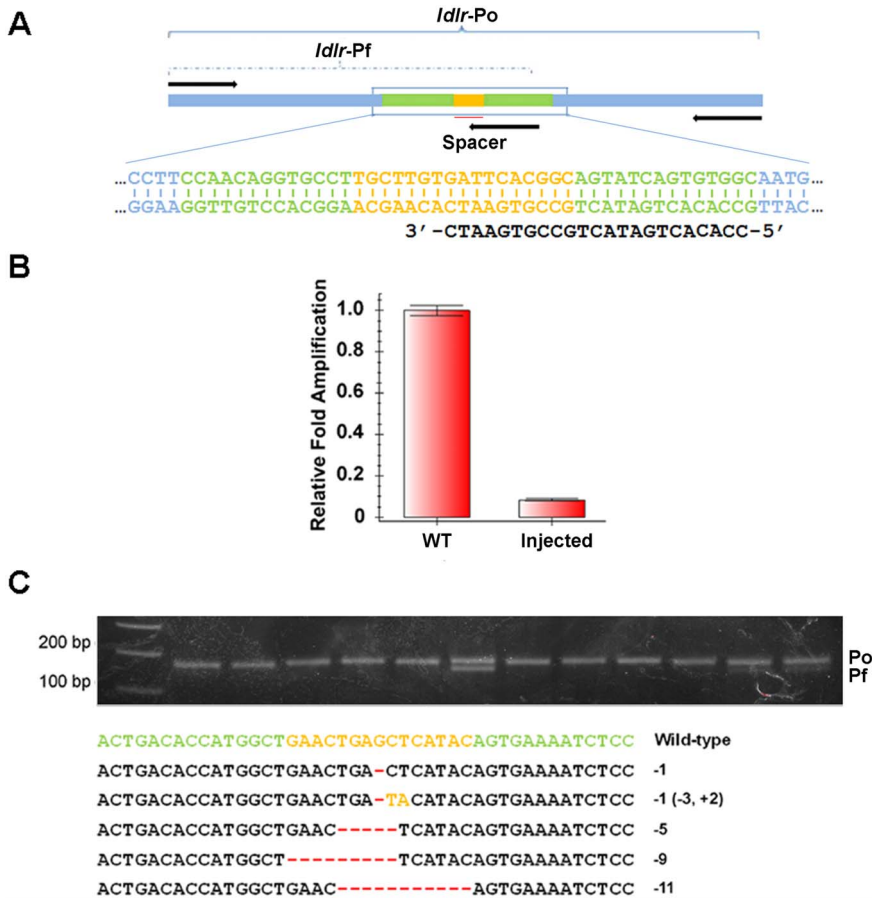 A
ldlr-Po
ldlr-Pf
Spacer
...CCTTCCAACAGGTGCCTTGCTTGTGATTCACGGCAGTATCAGTGTGGCAATG...
...GGAAGGTTGTCCACGGAACGAACACTAAGTGCCGTCATAGTCACACCGTTAC...
3′-CTAAGTGCCGTCATAGTCACACC-5′
B
Relative Fold Amplification
1.0
0.8
0.6
0.4
0.2
0
WT
Injected
C
200 bp
100 bp
Po
Pf
ACTGACACCATGGCTGAACTGAGCTCATACAGTGAAAATCTCC Wild-type
ACTGACACCATGGCTGAACTGA-CTCATACAGTGAAAATCTCC -1
ACTGACACCATGGCTGAACTGA-TACATACAGTGAAAATCTCC -1 (-3, +2)
ACTGACACCATGGCTGAAC-----TCATACAGTGAAAATCTCC -5
ACTGACACCATGGCT---------TCATACAGTGAAAATCTCC -9
ACTGACACCATGGCTGAAC-----------AGTGAAAATCTCC -11